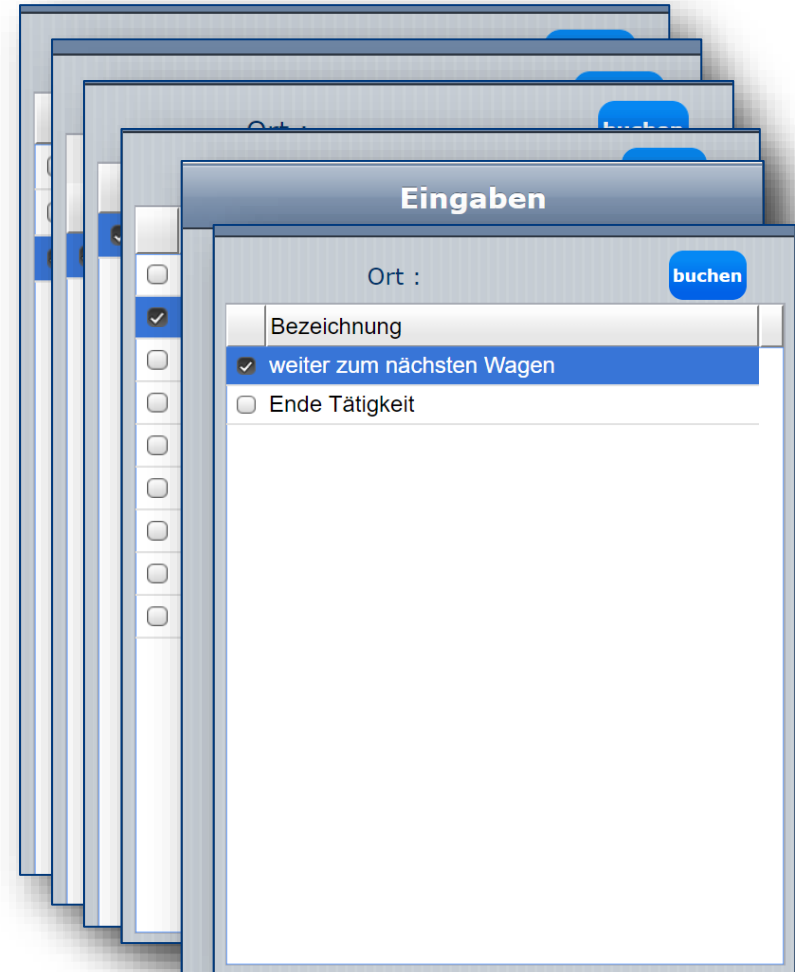 Eingaben
Ort :
buchen
Bezeichnung
weiter zum nächsten Wagen
Ende Tätigkeit